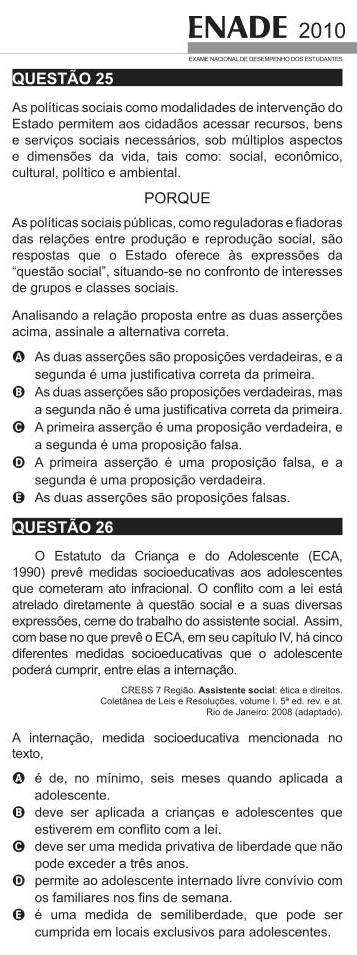 ENADE 2010
EXAME NACIONAL DE DESEMPENHO DOS ESTUDANTES
QUESTÃO 25
As políticas sociais como modalidades de intervenção do
Estado permitem aos cidadãos acessar recursos, bens
e serviços sociais necessários, sob múltiplos aspectos
e dimensões da vida, tais como: social, econômico,
cultural, político e ambiental.
PORQUE
As políticas sociais públicas, como reguladoras e fiadoras
das relações entre produção e reprodução social, são
respostas que o Estado oferece às expressões da
“questão social”, situando-se no confronto de interesses
de grupos e classes sociais.
Analisando a relação proposta entre as duas asserções
acima, assinale a alternativa correta.
A As duas asserções são proposições verdadeiras, e a
segunda é uma justificativa correta da primeira.
B As duas asserções são proposições verdadeiras, mas
a segunda não é uma justificativa correta da primeira.
C A primeira asserção é uma proposição verdadeira, e
a segunda é uma proposição falsa.
D A primeira asserção é uma proposição falsa, e a
segunda é uma proposição verdadeira.
E As duas asserções são proposições falsas.
QUESTÃO 26
O Estatuto da Criança e do Adolescente (ECA,
1990) prevê medidas socioeducativas aos adolescentes
que cometeram ato infracional. O conflito com a lei está
atrelado diretamente à questão social e a suas diversas
expressões, cerne do trabalho do assistente social. Assim,
com base no que prevê o ECA, em seu capítulo IV, há cinco
diferentes medidas socioeducativas que o adolescente
poderá cumprir, entre elas a internação.
CRESS 7 Região. Assistente social: ética e direitos.
Coletânea de Leis e Resoluções, volume I. 5ª ed. rev. e at.
Rio de Janeiro: 2008 (adaptado).
A internação, medida socioeducativa mencionada no
texto,
A é de, no mínimo, seis meses quando aplicada a
adolescente.
B deve ser aplicada a crianças e adolescentes que
estiverem em conflito com a lei.
C deve ser uma medida privativa de liberdade que não
pode exceder a três anos.
D permite ao adolescente internado livre convívio com
os familiares nos fins de semana.
E é uma medida de semiliberdade, que pode ser
cumprida em locais exclusivos para adolescentes.